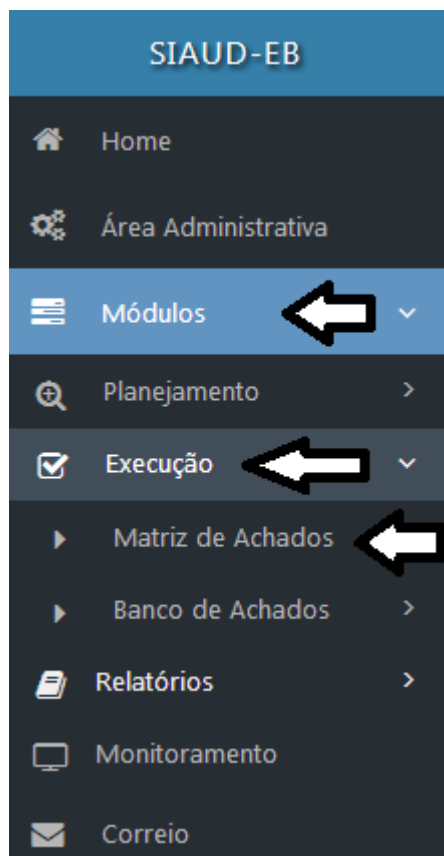 SIAUD-EB
Home
Área Administrativa
Módulos
Planejamento
Execução
Matriz de Achados
Banco de Achados
Relatórios
Monitoramento
Correio